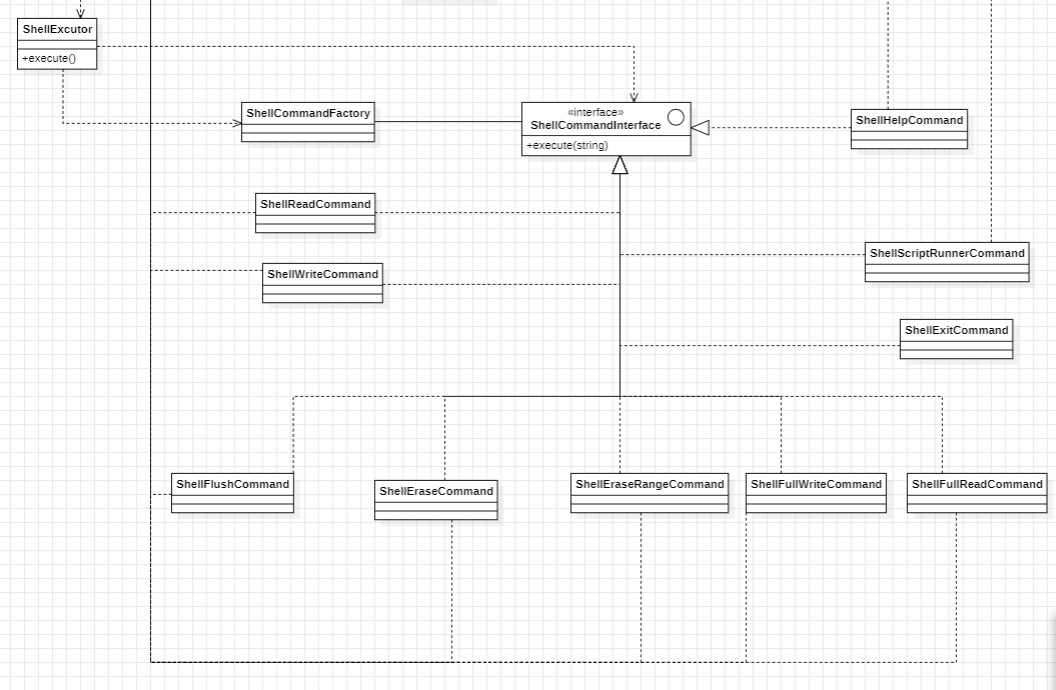 ShellExcutor
+execute()
ShellCommandFactory
«interface»
ShellCommandInterface
+execute(string)
ShellHelpCommand
ShellReadCommand
ShellWriteCommand
ShellScriptRunnerCommand
ShellExitCommand
ShellFlushCommand
ShellEraseCommand
ShellEraseRangeCommand
ShellFullWriteCommand
ShellFullReadCommand